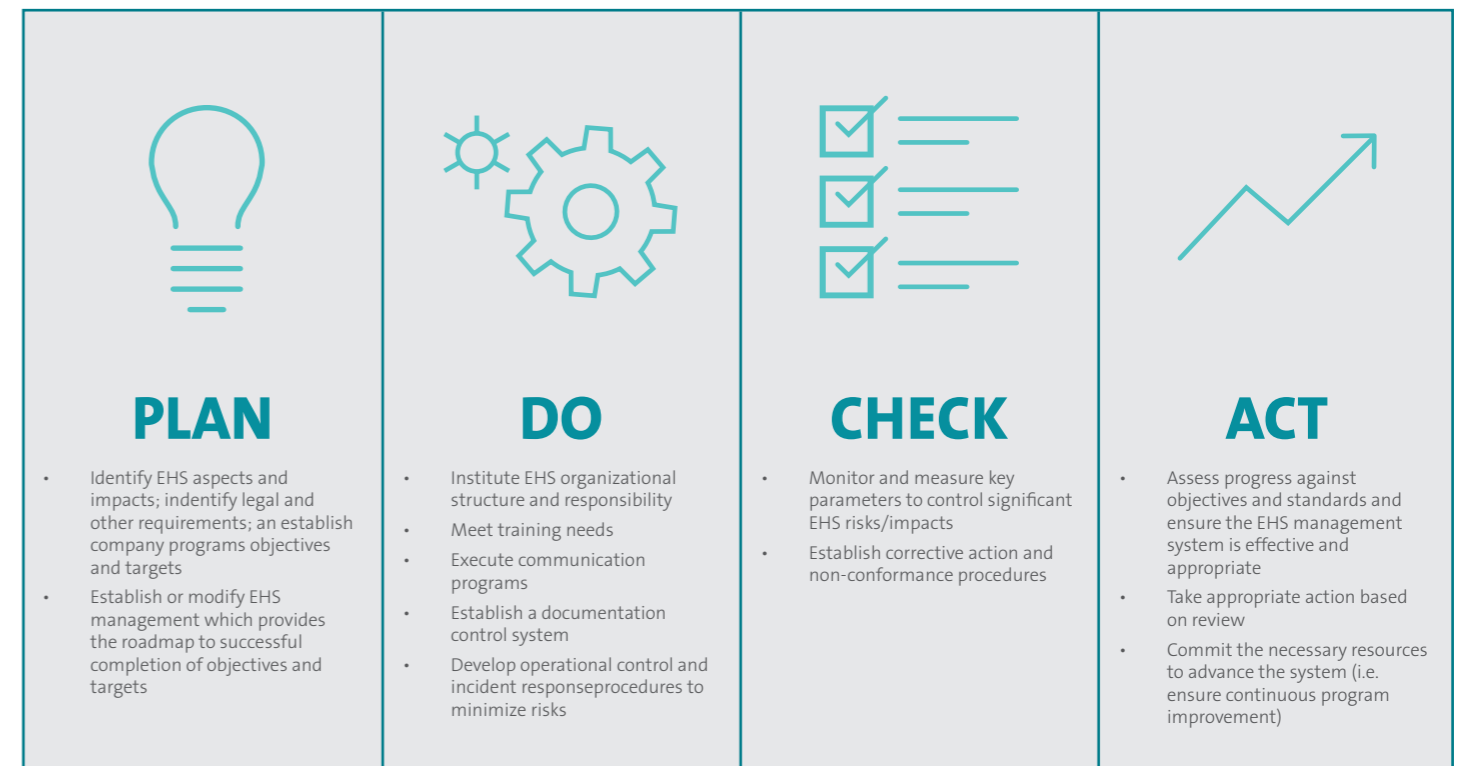 PLAN
• Identify EHS aspects and
impacts; indentify legal and
other requirements; an establish
company programs objectives
and targets
• Establish or modify EHS
management which provides
the roadmap to successful
completion of objectives and
targets
DO
• Institute EHS organizational
structure and responsibility
• Meet training needs
• Execute communication
programs
• Establish a documentation
control system
• Develop operational control and
incident responseprocedures to
minimize risks
CHECK
• Monitor and measure key
parameters to control significant
EHS risks/impacts
• Establish corrective action and
non-conformance procedures
ACT
• Assess progress against
objectives and standards and
ensure the EHS management
system is effective and
appropriate
• Take appropriate action based
on review
• Commit the necessary resources
to advance the system (i.e.
ensure continuous program
improvement)